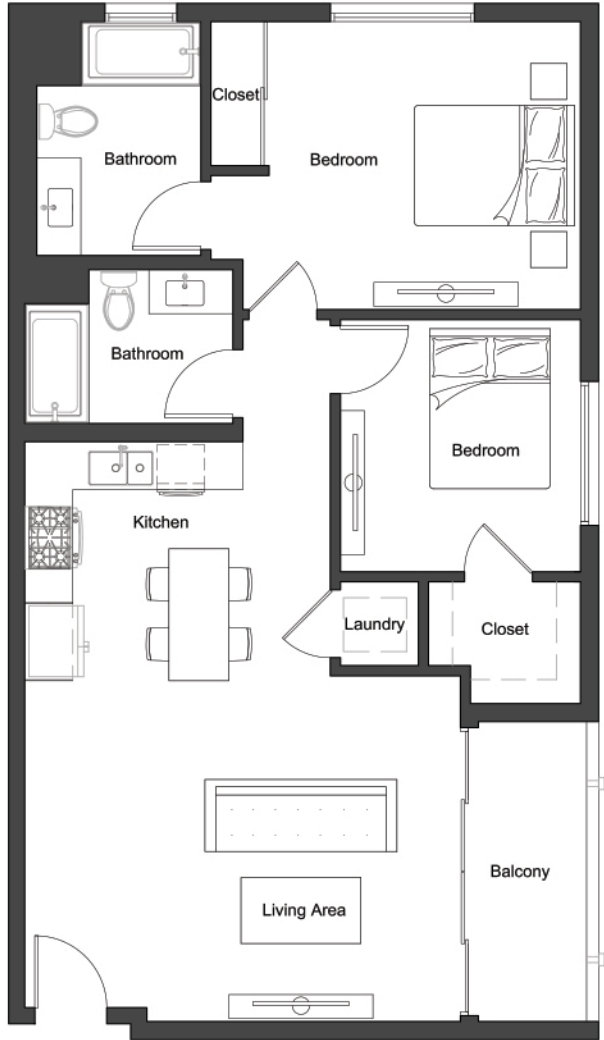 Closet
Bathroom
Bedroom
Bathroom
Bedroom
Kitchen
Laundry
Closet
Balcony
Living Area